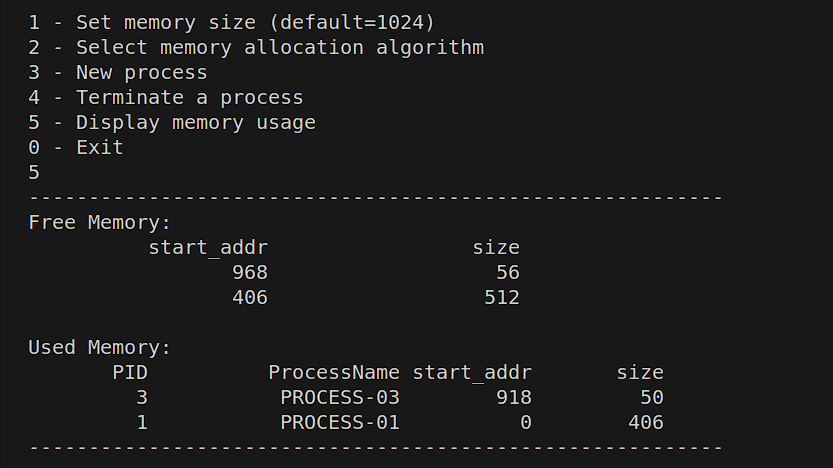 1 - Set memory size (default=1024)
2 - Select memory allocation algorithm
3 - New process
4 - Terminate a process
5 - Display memory usage
0 - Exit
5
----------------------------------------------------------
Free Memory:
          start_addr                 size
                 968                   56
                 406                  512

Used Memory:
       PID          ProcessName start_addr       size
         3           PROCESS-03        918         50
         1           PROCESS-01          0        406
----------------------------------------------------------